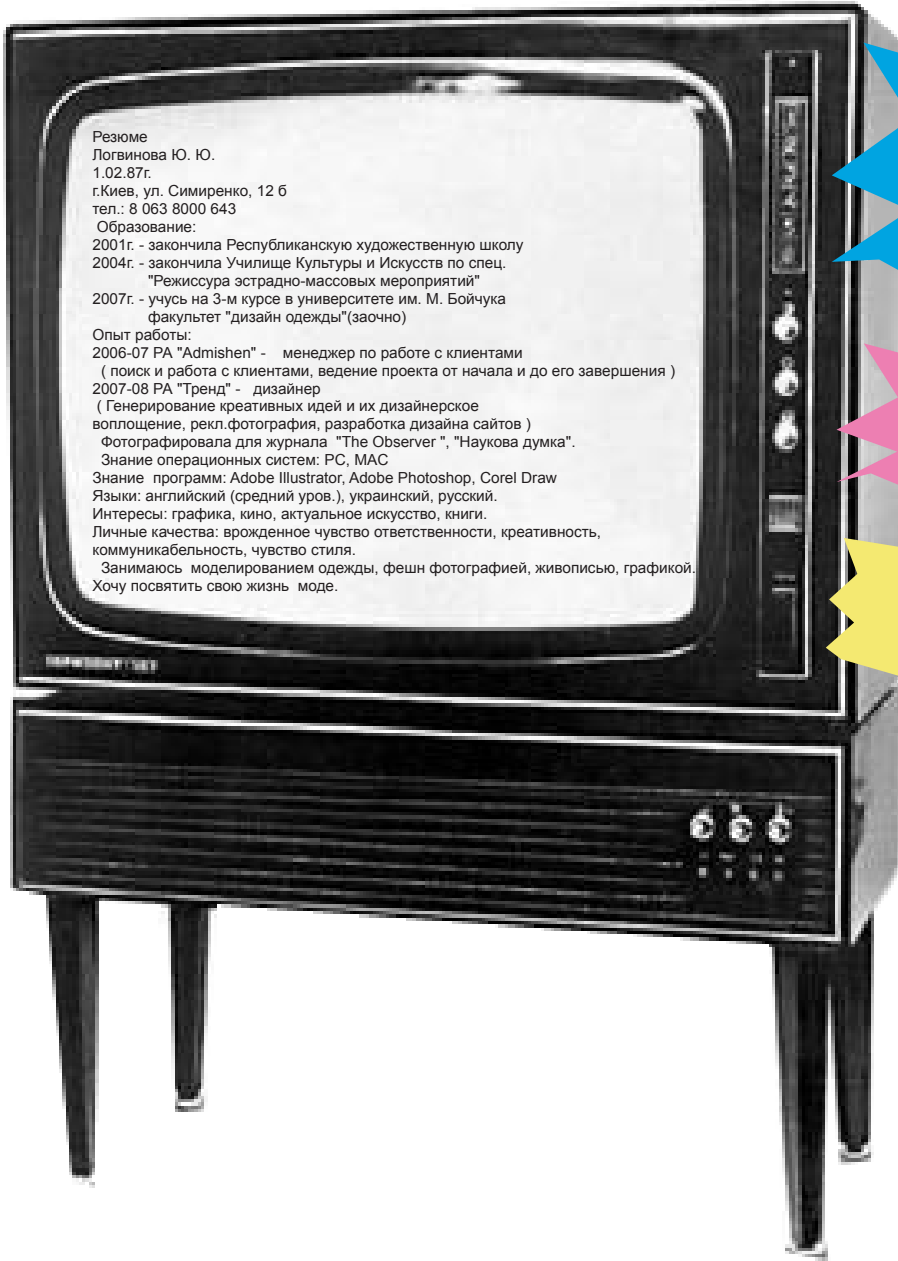 Резюме
Логвинова Ю. Ю.
1.02.87г.
г.Киев, ул. Симиренко, 12 б
тел.: 8 063 8000 643
Образование:
2001г. - закончила Республиканскую художественную школу
2004г. - закончила Училище Культуры и Искусств по спец.
"Режиссура эстрадно-массовых мероприятий"
2007г. - учусь на 3-м курсе в университете им. М. Бойчука
факультет "дизайн одежды"(заочно)
Опыт работы:
2006-07 РА "Admishen" - менеджер по работе с клиентами
( поиск и работа с клиентами, ведение проекта от начала и до его завершения )
2007-08 РА "Тренд" - дизайнер
( Генерирование креативных идей и их дизайнерское
воплощение, рекл.фотография, разработка дизайна сайтов )
Фотографировала для журнала "The Observer ", "Наукова думка".
Знание операционных систем: PC, MAC
Знание программ: Adobe Illustrator, Adobe Photoshop, Corel Draw
Языки: английский (средний уров.), украинский, русский.
Интересы: графика, кино, актуальное искусство, книги.
Личные качества: врожденное чувство ответственности, креативность,
коммуникабельность, чувство стиля.
Занимаюсь моделированием одежды, фешн фотографией, живописью, графикой.
Хочу посвятить свою жизнь моде.